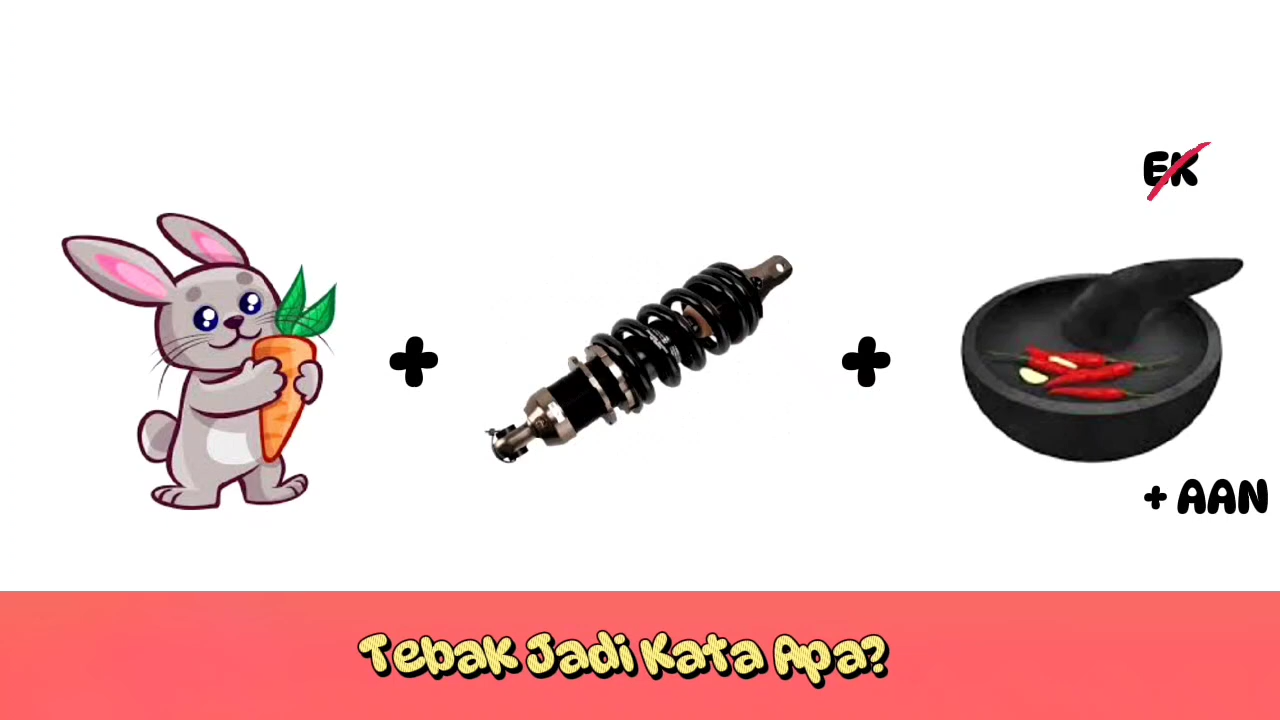 EK
+ +
+ AAN
Tebak Jadi Kata Apa?